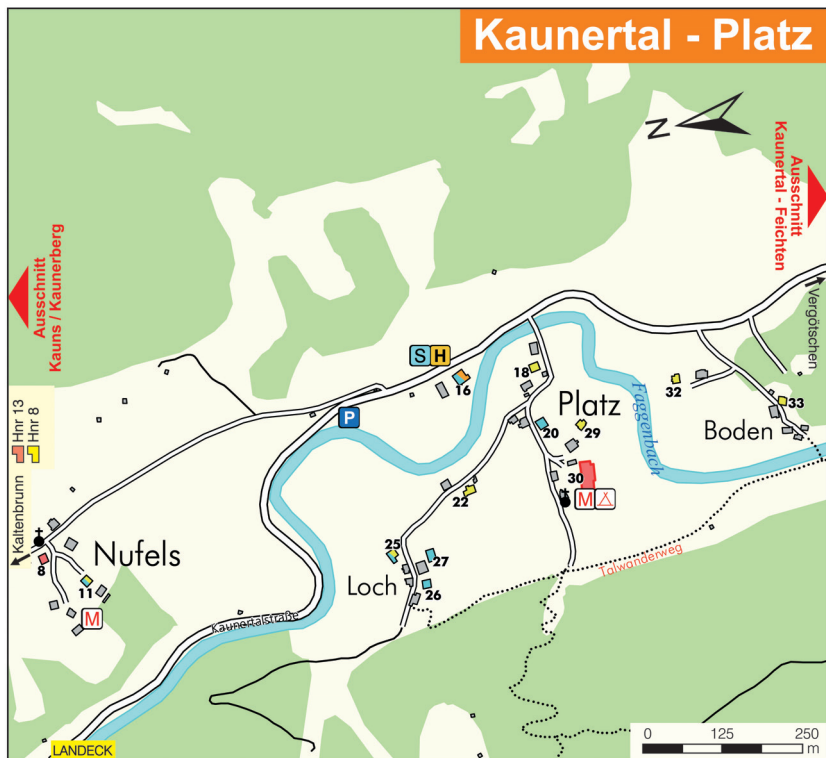 Kaunertal - Platz
N
Ausschnitt
Kaunertal - Feichten
Ausschnitt
Kauns / Kaunerberg
Vergötschen
S H
P
16
18
Platz
20
29
32
33
Boden
Faggenbach
Hnr 13
Hnr 8
Kaltenbrunn
Nufels
8
11
M
22
25
27
26
Loch
30
M
Talwanderweg
Kaunertalstraße
LANDECK
0 125 250
m